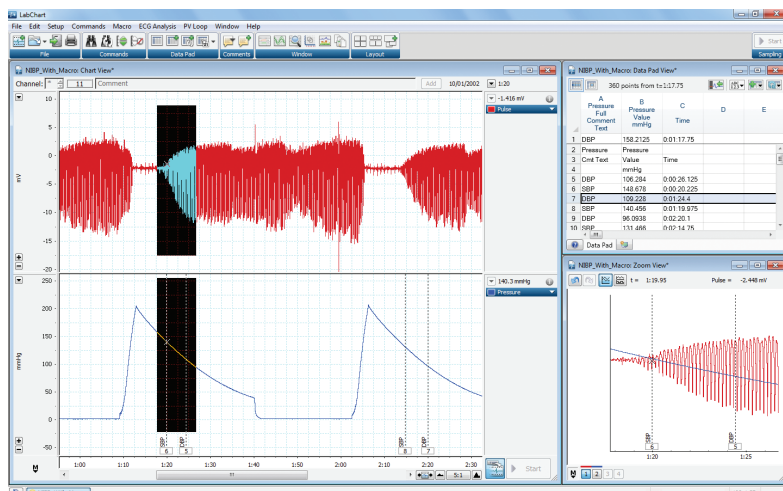 LabChart
File Edit Setup Commands Macro ECG Analysis PV Loop Window Help
File Commands Data Pad Comments Window Layout Start Sampling
NIBP_With_Macro: Chart View*
Channel: * 11 Comment Add 10/01/2002 1:20
10
5
0
-5
-10
-15
-20
mV
-1.416 mV
Pulse
250
200
150
100
50
0
-50
mmHg
140.3 mmHg
Pressure
SBP 6 DBP 5 SBP 8 DBP 7
1:00 1:10 1:20 1:30 1:40 1:50 2:00 2:10 2:20 2:30
M 5:1 Start
NIBP_With_Macro: Data Pad View*
360 points from t=1:17.75
A B C D E
Pressure Full Comment Text Pressure Value mmHg Time
1 DBP 158.2125 0:01:17.75
2 Pressure Pressure
3 Cmt Text Value Time
4 mmHg
5 DBP 106.284 0:00:26.125
6 SBP 148.678 0:00:20.225
7 DBP 109.228 0:01:24.4
8 SBP 140.456 0:01:19.975
9 DBP 96.0938 0:02:20.1
10 SBP 131.466 0:02:14.75
Data Pad
NIBP_With_Macro: Zoom View*
t = 1:19.95 Pulse = -2.448 mV
SBP 6 DBP 5
1:20 1:25
M 1 2 3 4